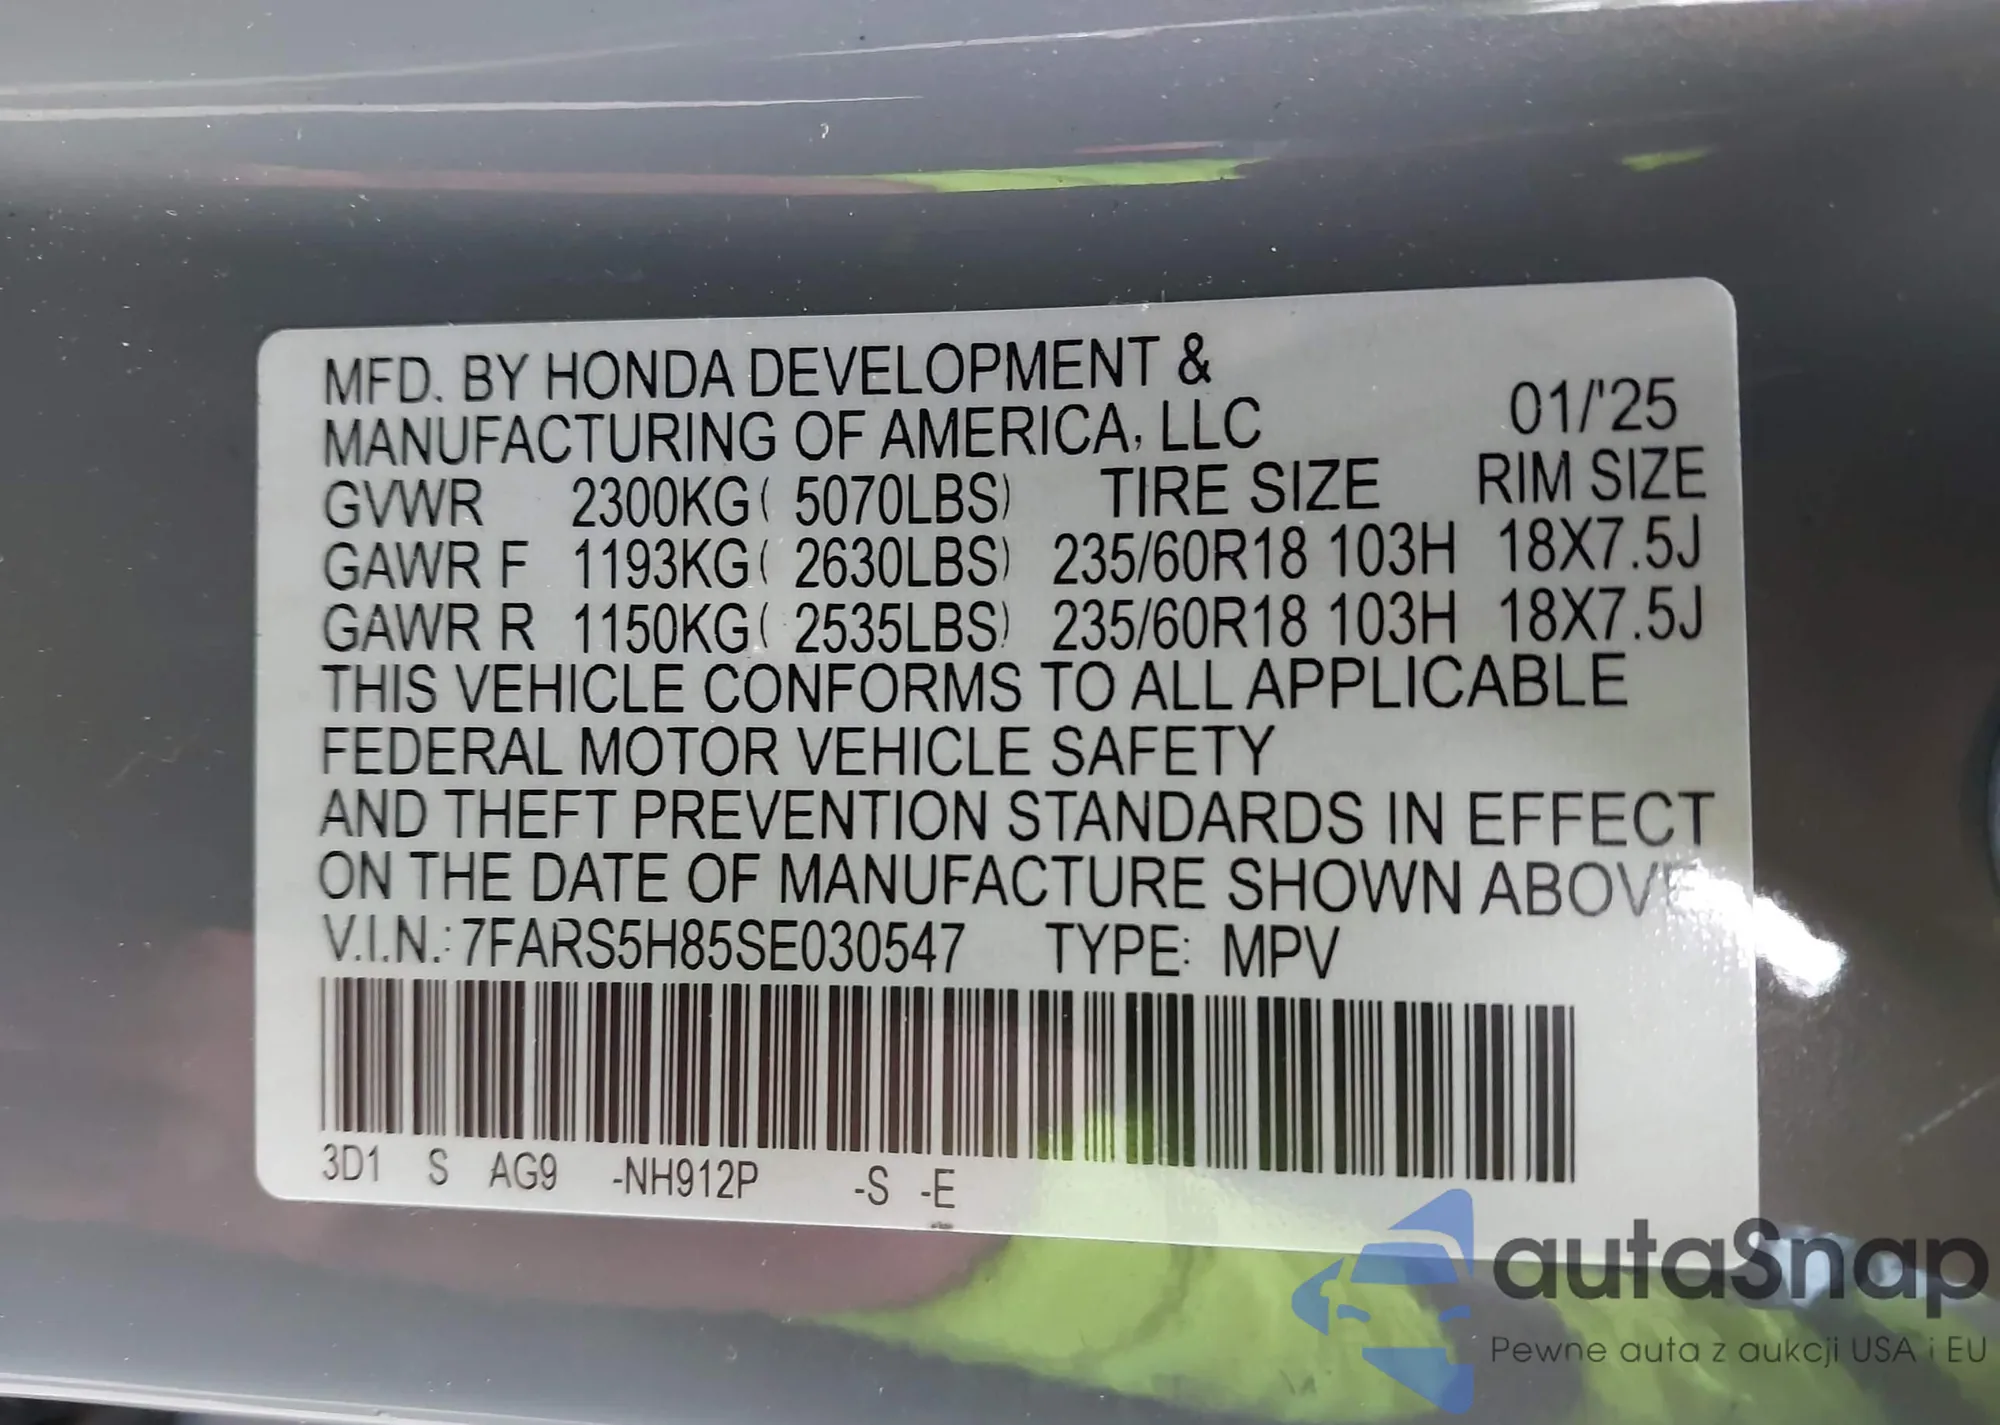 MFD. BY HONDA DEVELOPMENT &
MANUFACTURING OF AMERICA, LLC 01/'25
GVWR 2300KG( 5070LBS) TIRE SIZE RIM SIZE
GAWR F 1193KG( 2630LBS) 235/60R18 103H 18X7.5J
GAWR R 1150KG( 2535LBS) 235/60R18 103H 18X7.5J
THIS VEHICLE CONFORMS TO ALL APPLICABLE
FEDERAL MOTOR VEHICLE SAFETY
AND THEFT PREVENTION STANDARDS IN EFFECT
ON THE DATE OF MANUFACTURE SHOWN ABOVE
V.I.N.: 7FARS5H85SE030547 TYPE: MPV
3D1 S AG9 -NH912P -S -E
autaSnap
Pewne auta z aukcji USA i EU